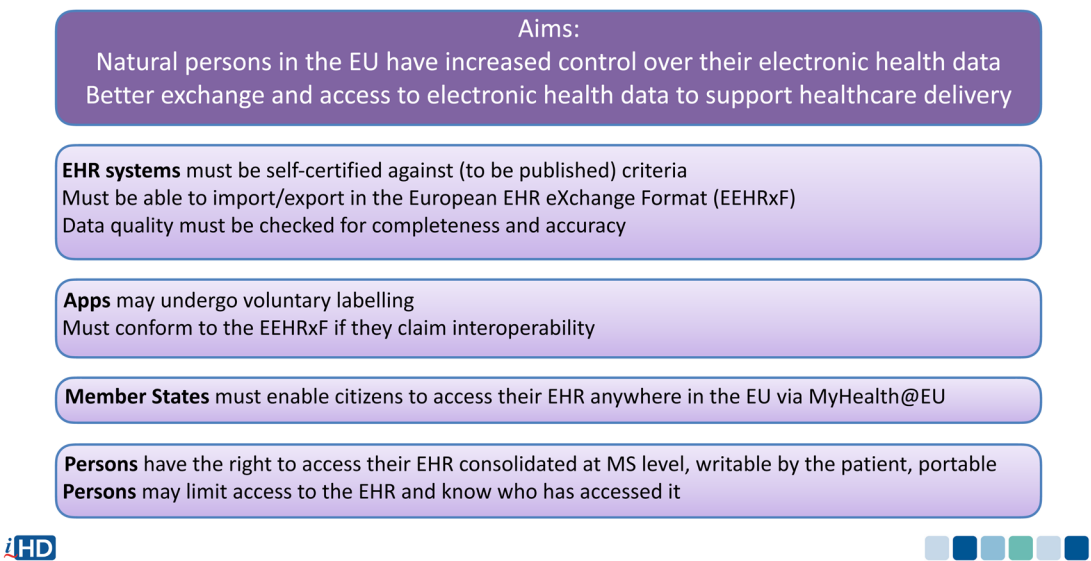 Aims:
Natural persons in the EU have increased control over their electronic health data
Better exchange and access to electronic health data to support healthcare delivery
EHR systems must be self-certified against (to be published) criteria
Must be able to import/export in the European EHR eXchange Format (EEHRxF)
Data quality must be checked for completeness and accuracy
Apps may undergo voluntary labelling
Must conform to the EEHRxF if they claim interoperability
Member States must enable citizens to access their EHR anywhere in the EU via MyHealth@EU
Persons have the right to access their EHR consolidated at MS level, writable by the patient, portable
Persons may limit access to the EHR and know who has accessed it
iHD